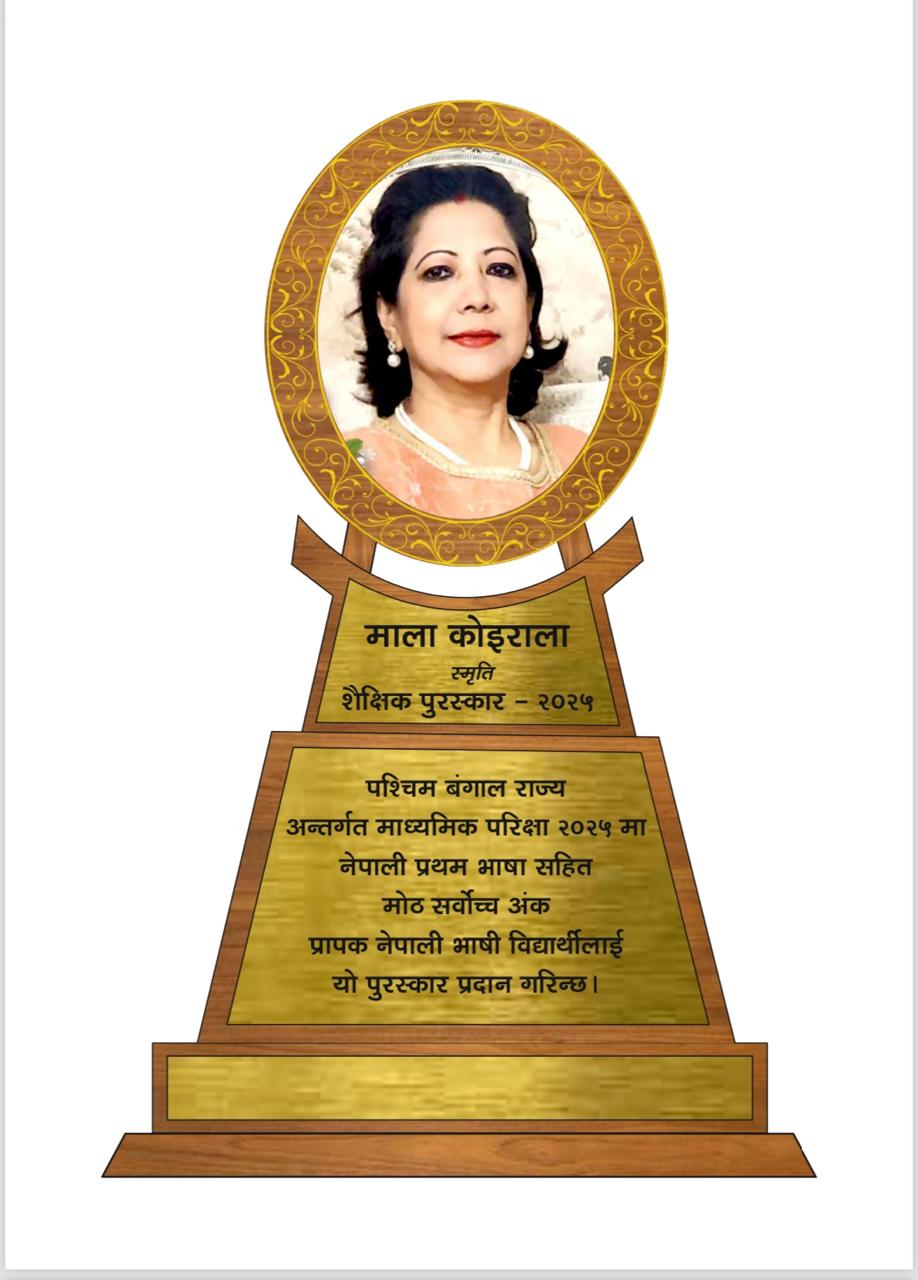 माला कोइराला
स्मृति
शैक्षिक पुरस्कार - २०२५
पश्चिम बंगाल राज्य
अन्तर्गत माध्यमिक परिक्षा २०२५ मा
नेपाली प्रथम भाषा सहित
मोठ सर्वोच्च अंक
प्रापक नेपाली भाषी विद्यार्थीलाई
यो पुरस्कार प्रदान गरिन्छ।